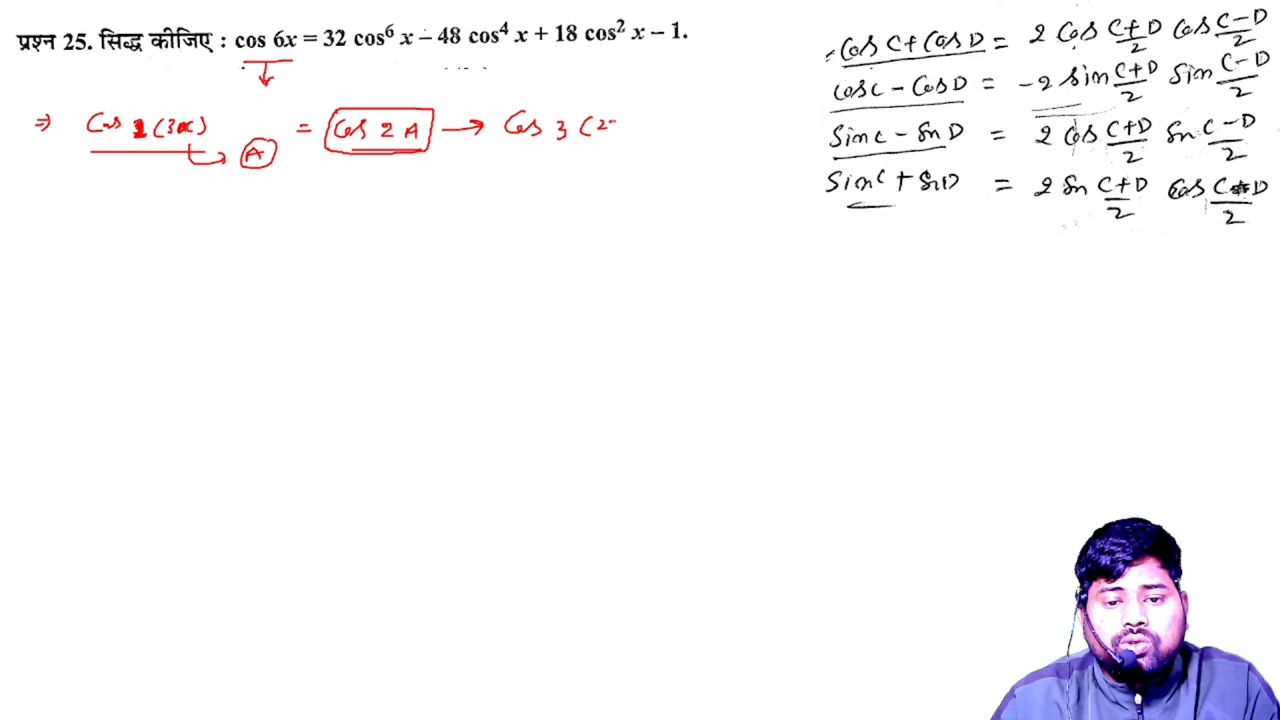 प्रश्न 25. सिद्ध कीजिए : cos 6x = 32 cos⁶ x – 48 cos⁴ x + 18 cos² x – 1.
⇒ Cos 2(3x) = Cos 2A → Cos 3(2
A
Cos C + Cos D = 2 Cos C+D/2 Cos C–D/2
Cos C – Cos D = –2 Sin C+D/2 Sin C–D/2
Sin C – Sin D = 2 Cos C+D/2 Sin C–D/2
Sin C + Sin D = 2 Sin C+D/2 Cos C–D/2